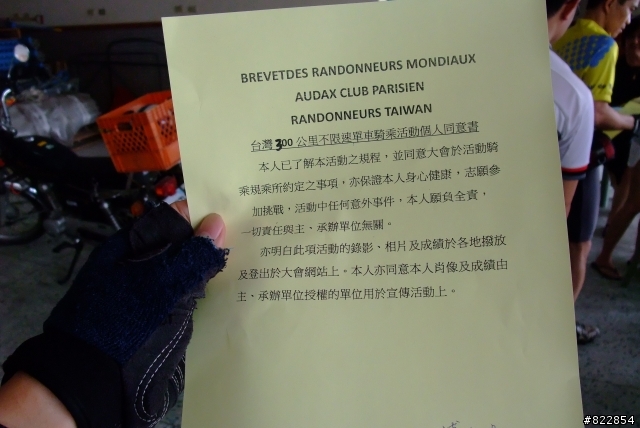 BREVETDES RANDONNEURS MONDIAUX
AUDAX CLUB PARISIEN
RANDONNEURS TAIWAN
台灣300公里不限速單車騎乘活動個人同意書
本人已了解本活動之規程，並同意大會於活動騎
乘規乘所約定之事項，亦保證本人身心健康，志願參
加挑戰，活動中任何意外事件，本人願負全責，
一切責任與主、承辦單位無關。
亦明白此項活動的錄影、相片及成績於各地撥放
及登出於大會網站上。本人亦同意本人肖像及成績由
主、承辦單位授權的單位用於宣傳活動上。
#822854